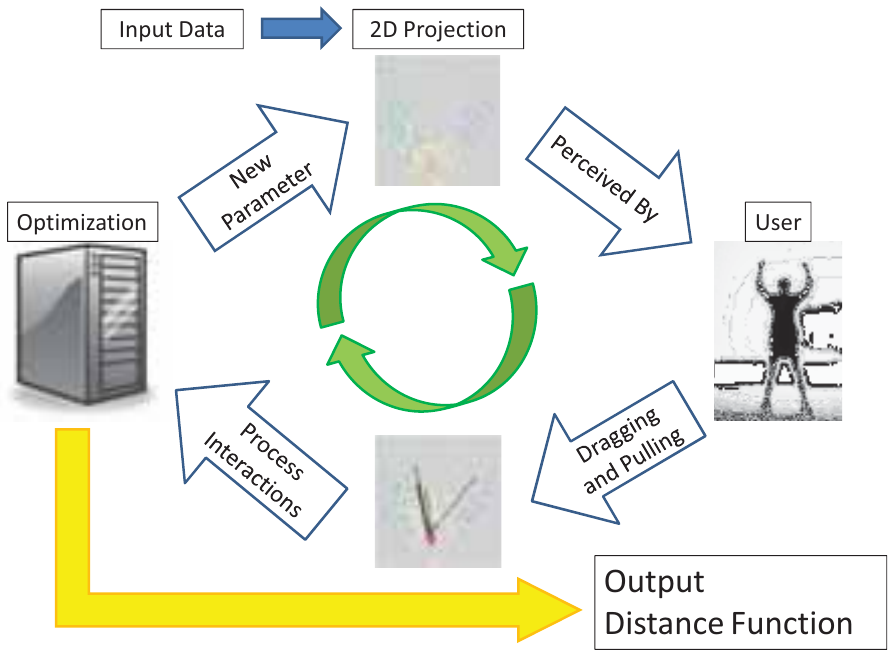 Input Data
2D Projection
New
Parameter
Perceived By
Optimization
User
Process
Interactions
Dragging
and Pulling
Output
Distance Function